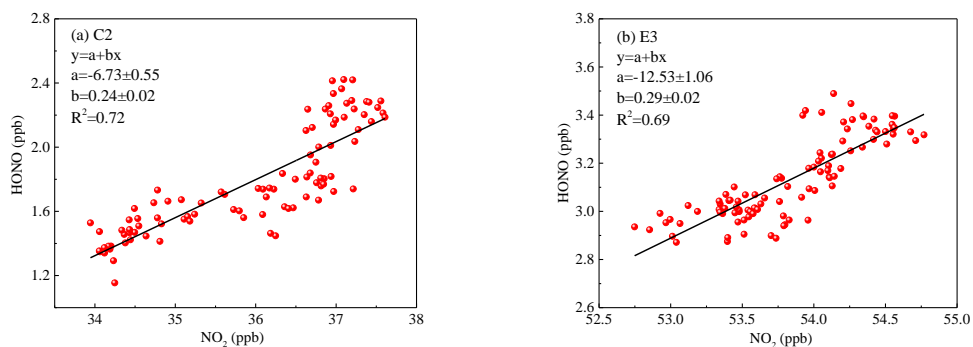 2.8
2.4
2.0
1.6
1.2
HONO (ppb)
(a) C2
y=a+bx
a=-6.73±0.55
b=0.24±0.02
R²=0.72
34 35 36 37 38
NO₂ (ppb)
3.8
3.6
3.4
3.2
3.0
2.8
2.6
HONO (ppb)
(b) E3
y=a+bx
a=-12.53±1.06
b=0.29±0.02
R²=0.69
52.5 53.0 53.5 54.0 54.5 55.0
NO₂ (ppb)